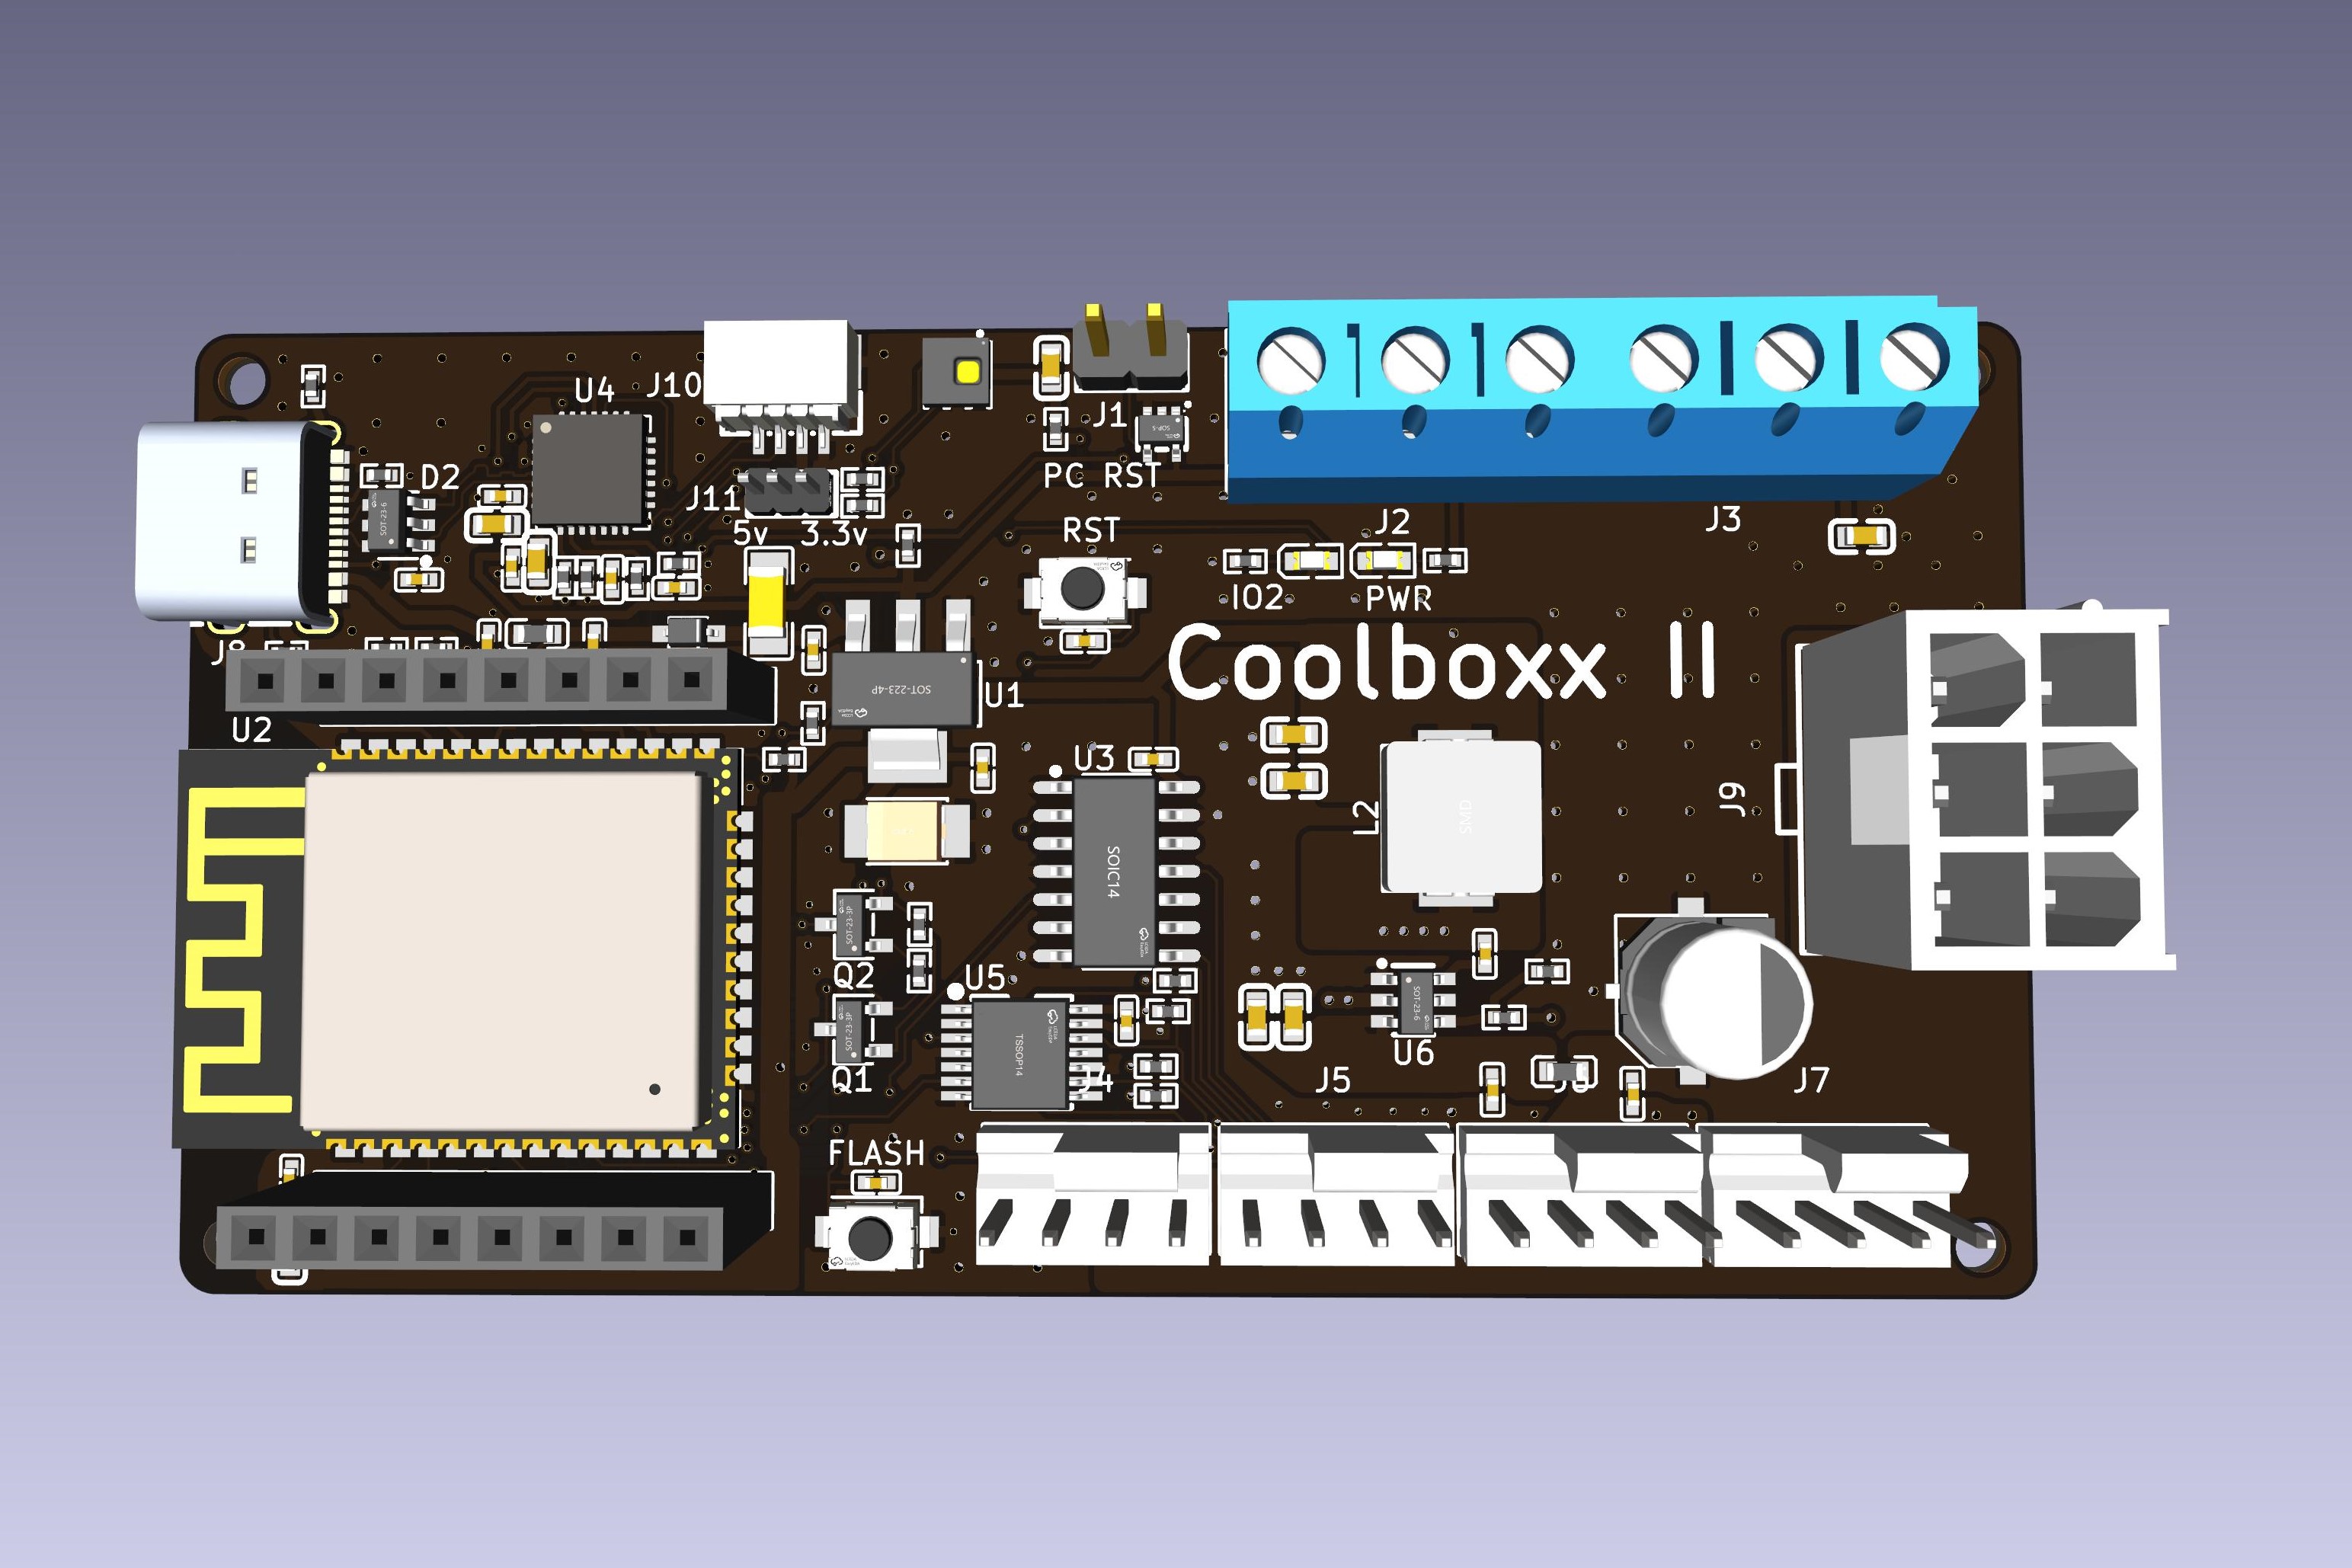 U4
J10
J1
D2
SOT-23-6
J11
PC RST
5v
3.3v
RST
J2
J3
IO2
PWR
J8
Coolboxx II
U2
SOT-223-4P
U1
U3
J9
L2
SMD
SOIC14
SOT-23-3P
Q2
U5
SOT-23-3P
TSSOP14
SOT-23-6
U6
Q1
J4
J5
J7
FLASH